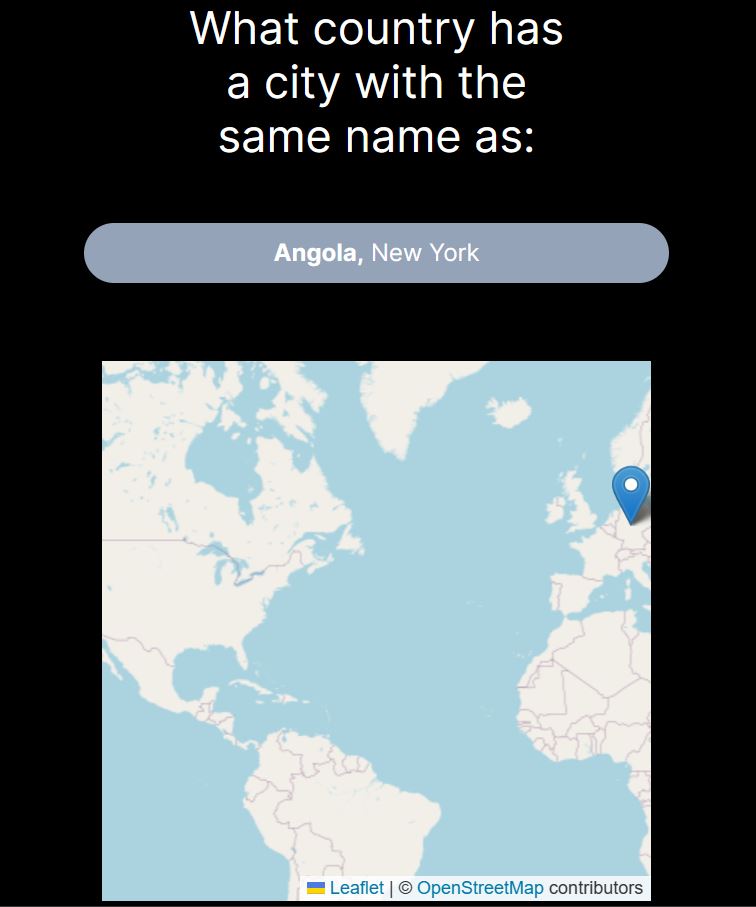 What country has
a city with the
same name as:
Angola, New York
Leaflet | © OpenStreetMap contributors